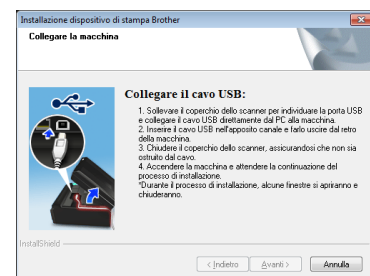 Installazione dispositivo di stampa Brother
Collegare la macchina
Collegare il cavo USB:
1. Sollevare il coperchio dello scanner per individuare la porta USB
e collegare il cavo USB direttamente dal PC alla macchina.
2. Inserire il cavo USB nell'apposito canale e farlo uscire dal retro
della macchina.
3. Chiudere il coperchio dello scanner, assicurandosi che non sia
ostruito dal cavo.
4. Accendere la macchina e attendere la continuazione del
processo di installazione.
*Durante il processo di installazione, alcune finestre si apriranno e
chiuderanno.
InstallShield
< Indietro
Avanti >
Annulla